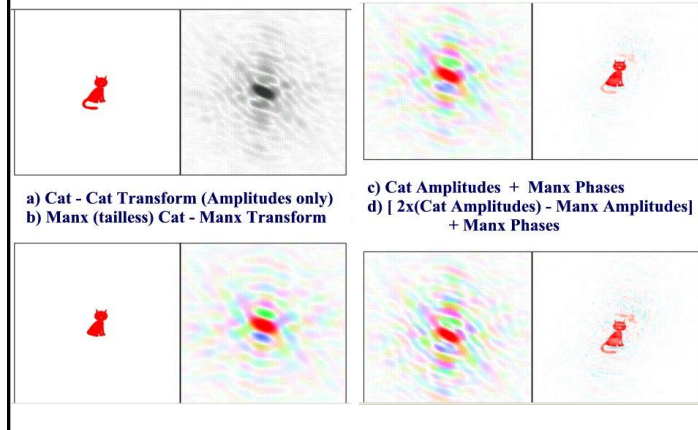 a) Cat - Cat Transform (Amplitudes only)
b) Manx (tailless) Cat - Manx Transform
c) Cat Amplitudes + Manx Phases
d) [ 2x(Cat Amplitudes) - Manx Amplitudes]
+ Manx Phases